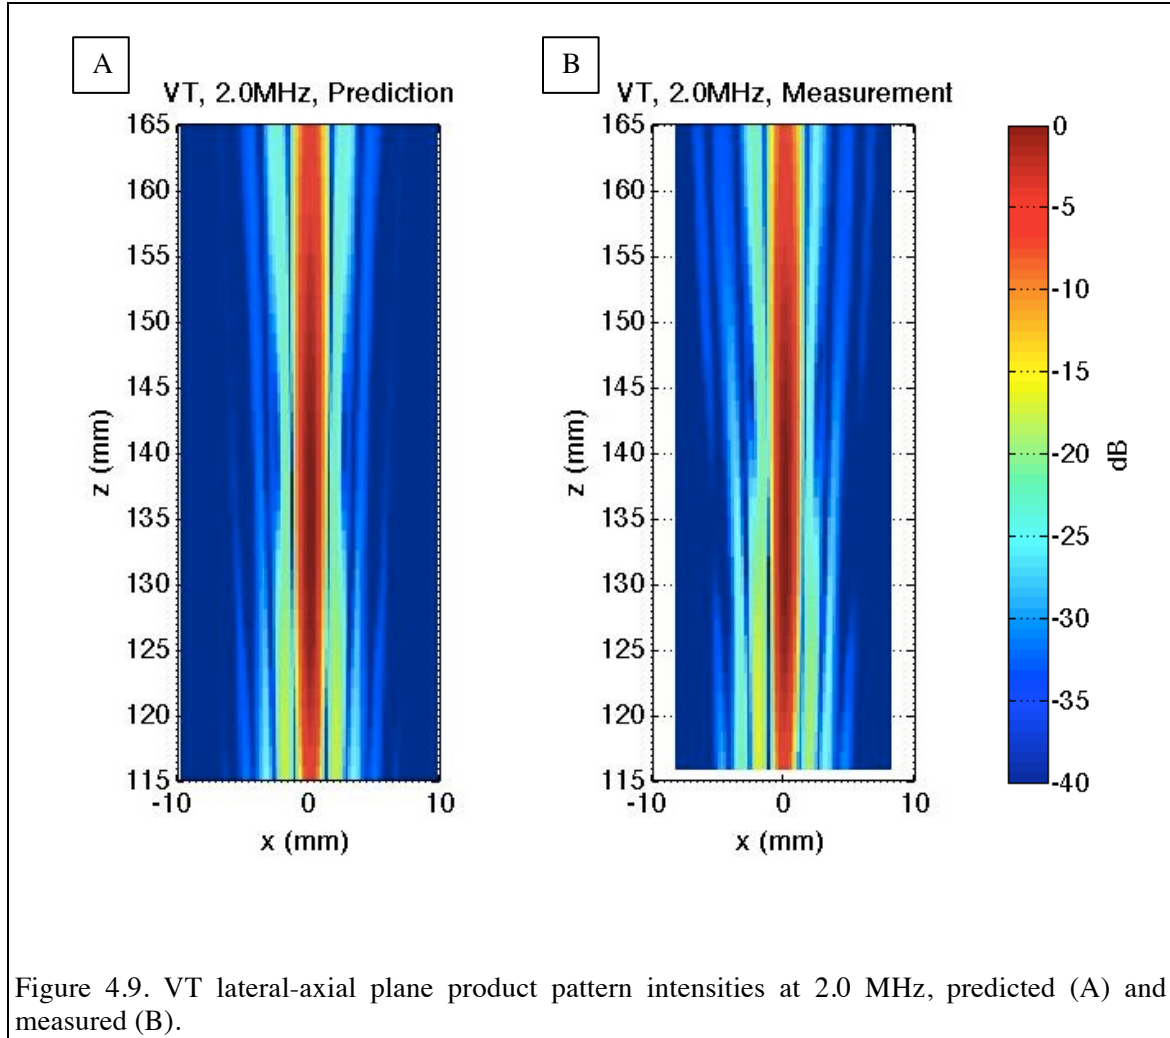 A
VT, 2.0MHz, Prediction
165
160
155
150
145
140
135
130
125
120
115
z (mm)
-10 0 10
x (mm)
B
VT, 2.0MHz, Measurement
165
160
155
150
145
140
135
130
125
120
115
z (mm)
-10 0 10
x (mm)
0
-5
-10
-15
-20
-25
-30
-35
-40
dB
Figure 4.9. VT lateral-axial plane product pattern intensities at 2.0 MHz, predicted (A) and
measured (B).